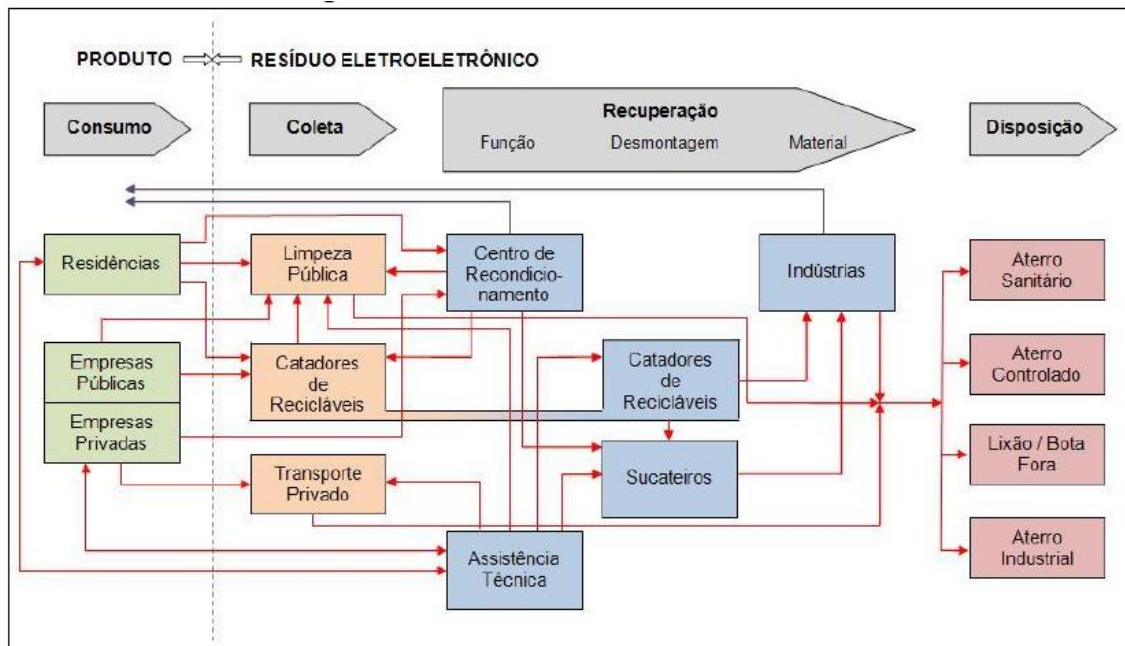 PRODUTO
RESÍDUO ELETROELETRÔNICO
Consumo
Coleta
Recuperação
Função
Desmontagem
Material
Disposição
Residências
Limpeza
Pública
Centro de
Recondicio-
namento
Indústrias
Aterro
Sanitário
Empresas
Públicas
Catadores
de
Recicláveis
Catadores
de
Recicláveis
Aterro
Controlado
Empresas
Privadas
Transporte
Privado
Sucateiros
Lixão / Bota
Fora
Assistência
Técnica
Aterro
Industrial